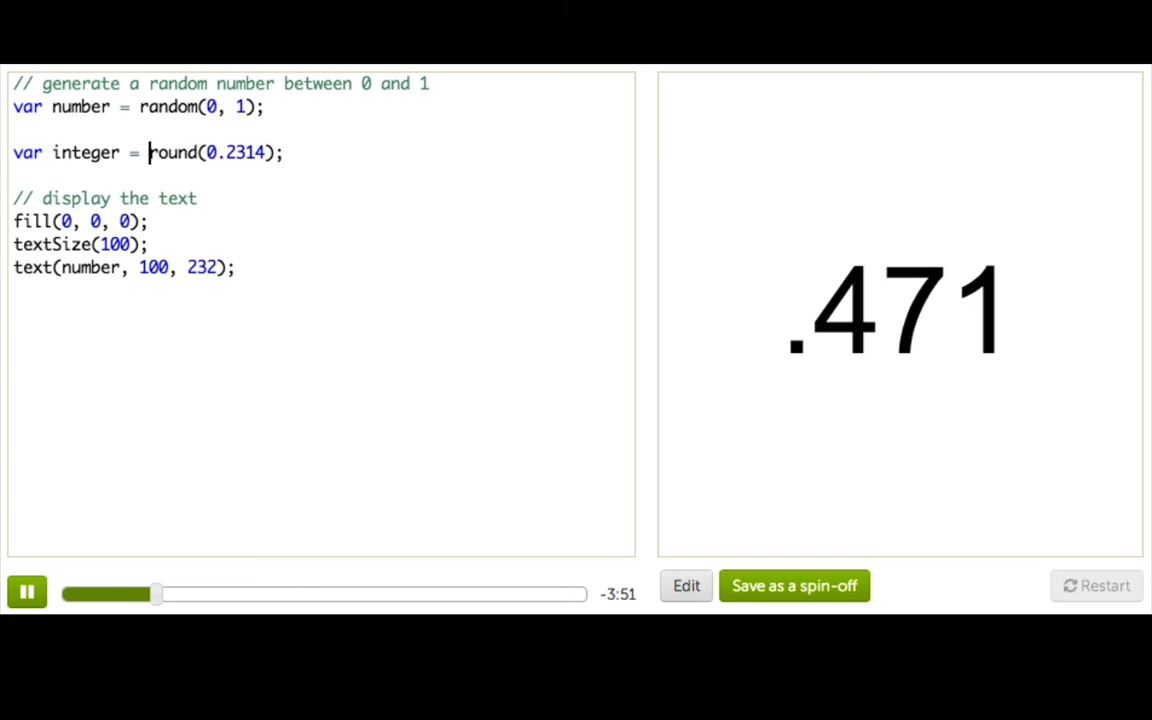 // generate a random number between 0 and 1
var number = random(0, 1);
var integer = round(0.2314);
// display the text
fill(0, 0, 0);
textSize(100);
text(number, 100, 232);
.471
-3:51
Edit
Save as a spin-off
Restart